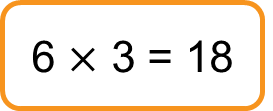 6 × 3 = 18